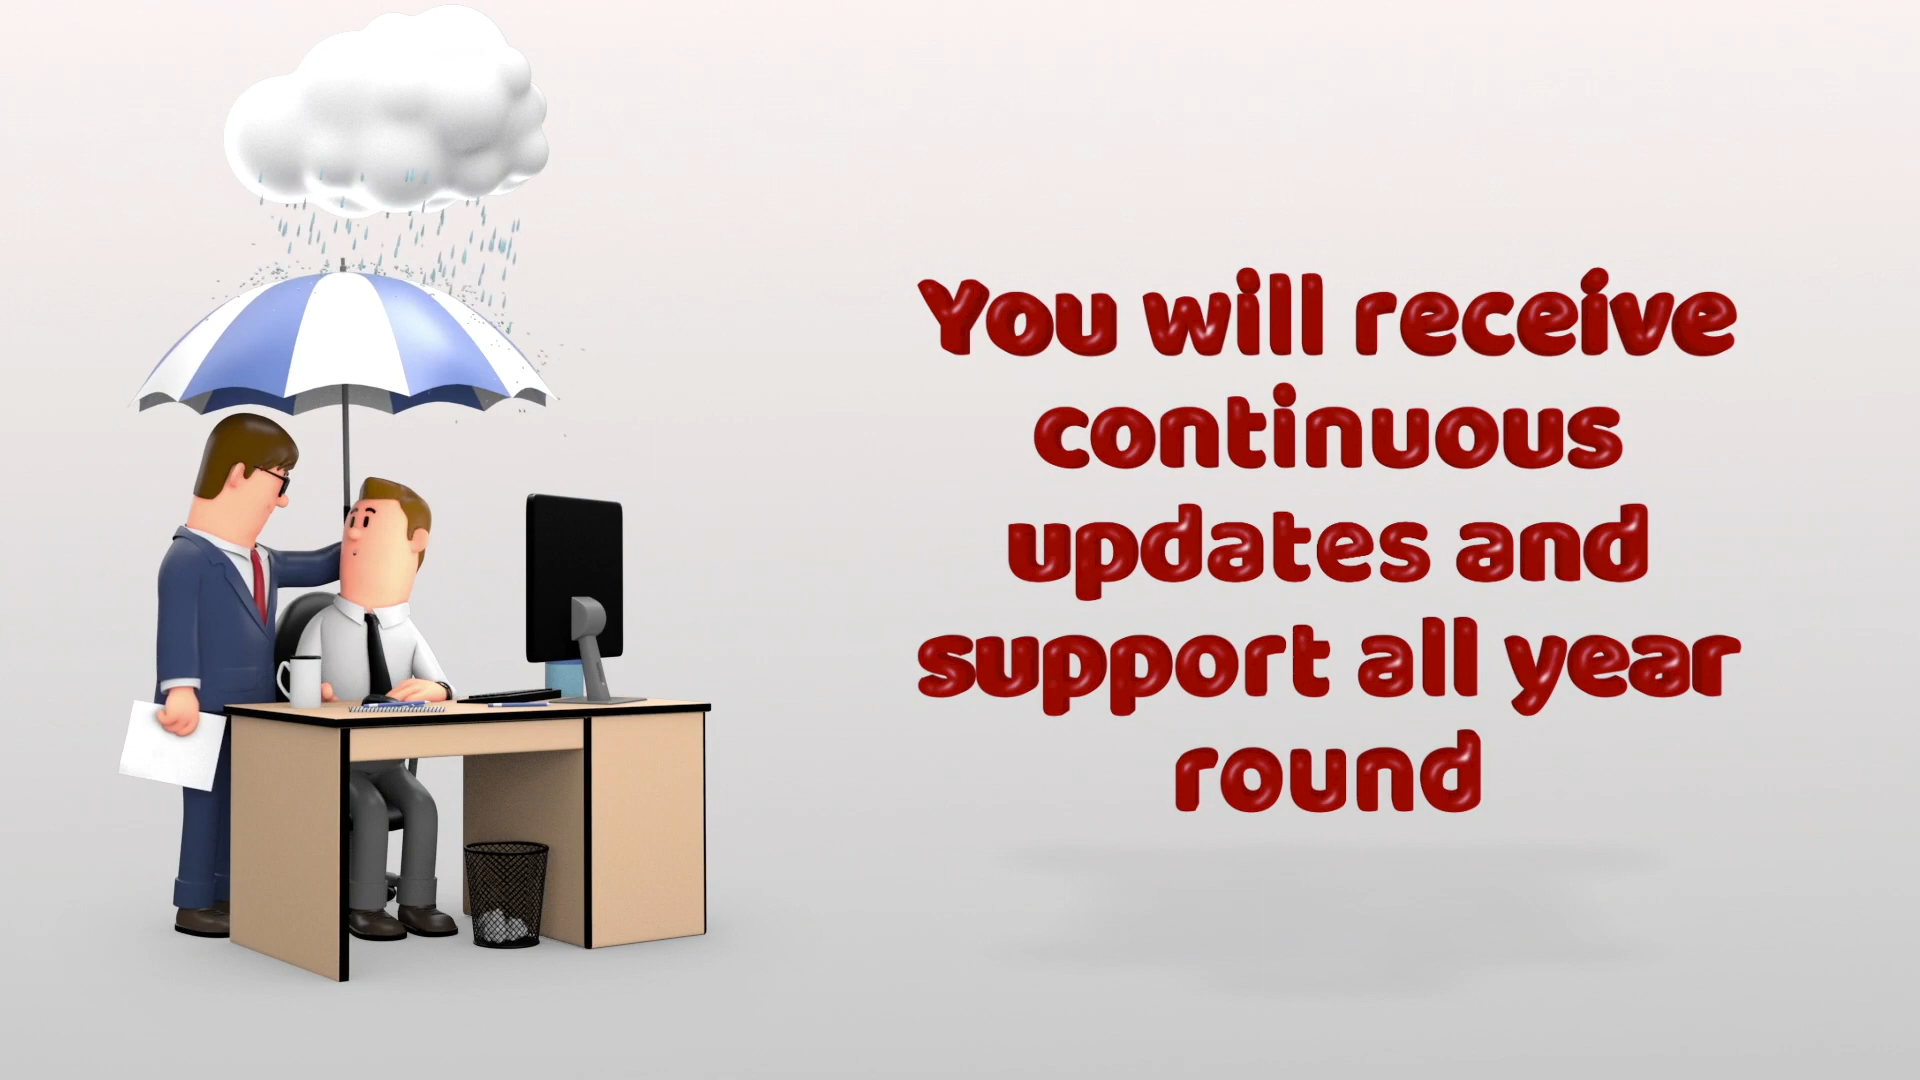 You will receive
continuous
updates and
support all year
round